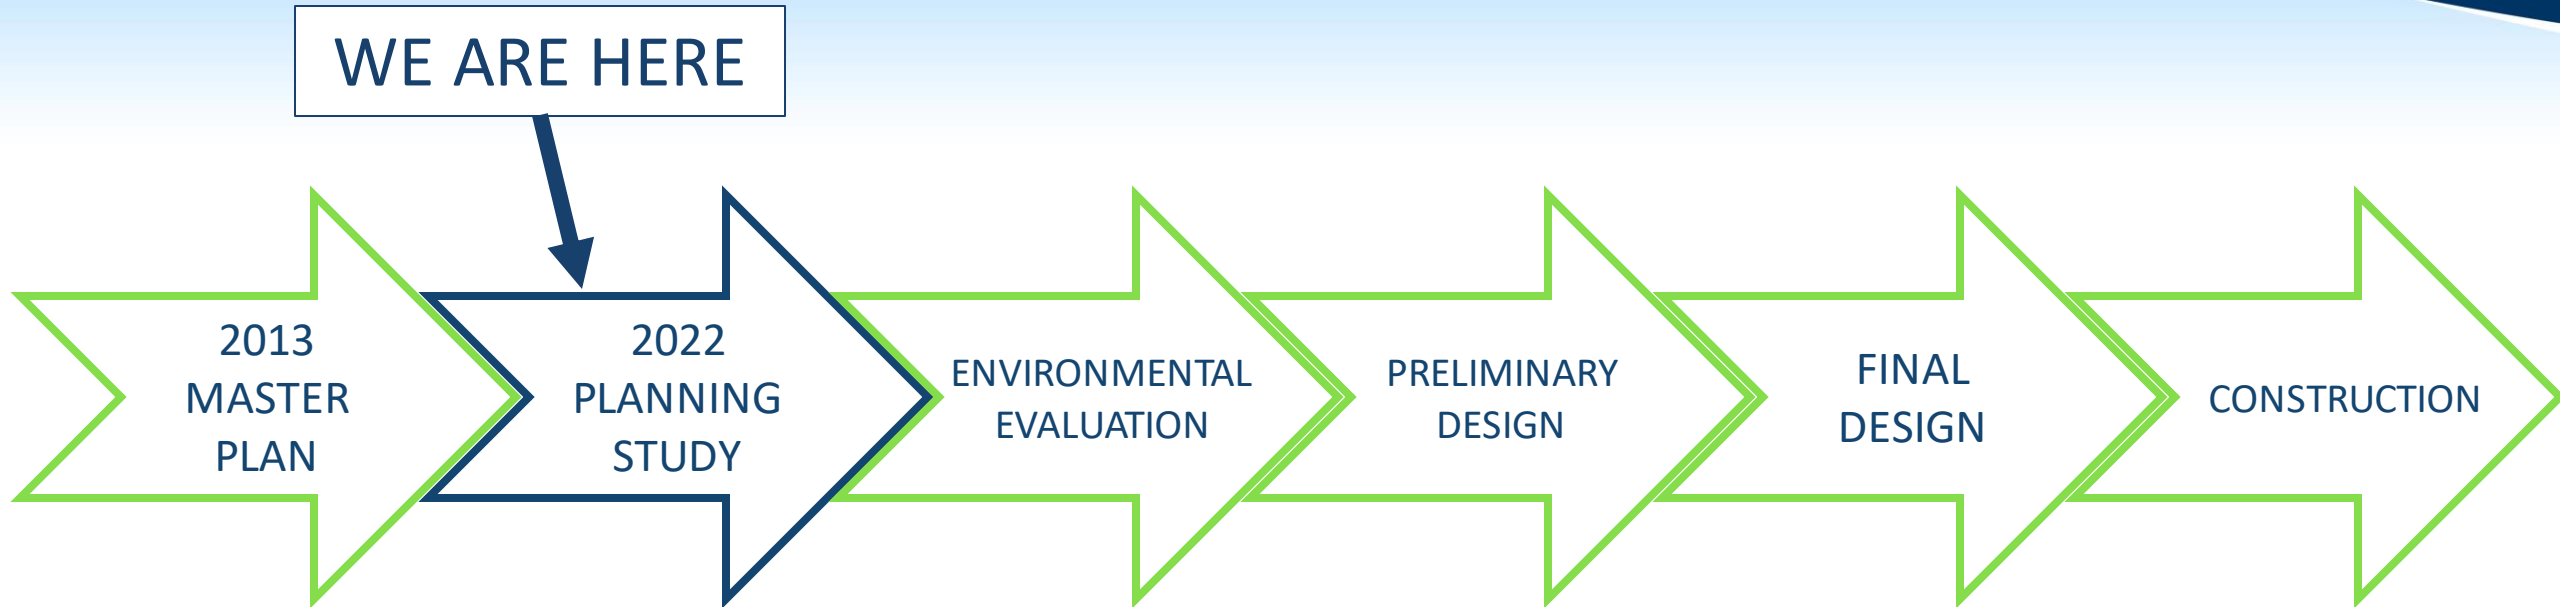 WE ARE HERE
2013
MASTER
PLAN
2022
PLANNING
STUDY
ENVIRONMENTAL
EVALUATION
PRELIMINARY
DESIGN
FINAL
DESIGN
CONSTRUCTION